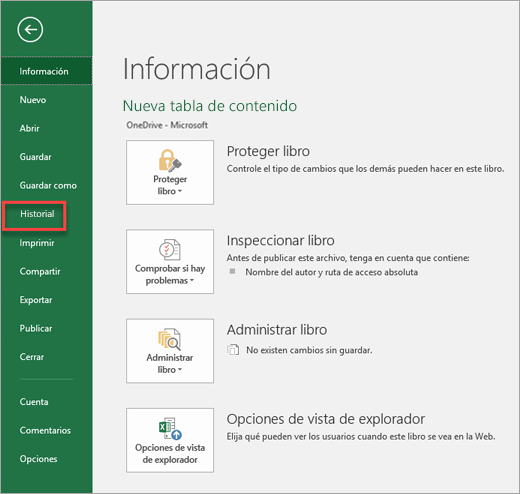 Información
Nuevo
Abrir
Guardar
Guardar como
Historial
Imprimir
Compartir
Exportar
Publicar
Cerrar
Cuenta
Comentarios
Opciones
Información
Nueva tabla de contenido
OneDrive - Microsoft
Proteger
libro
Proteger libro
Controle el tipo de cambios que los demás pueden hacer en este libro.
Comprobar si hay
problemas
Inspeccionar libro
Antes de publicar este archivo, tenga en cuenta que contiene:
Nombre del autor y ruta de acceso absoluta
Administrar
libro
Administrar libro
No existen cambios sin guardar.
Opciones de vista
de explorador
Opciones de vista de explorador
Elija qué pueden ver los usuarios cuando este libro se vea en la Web.